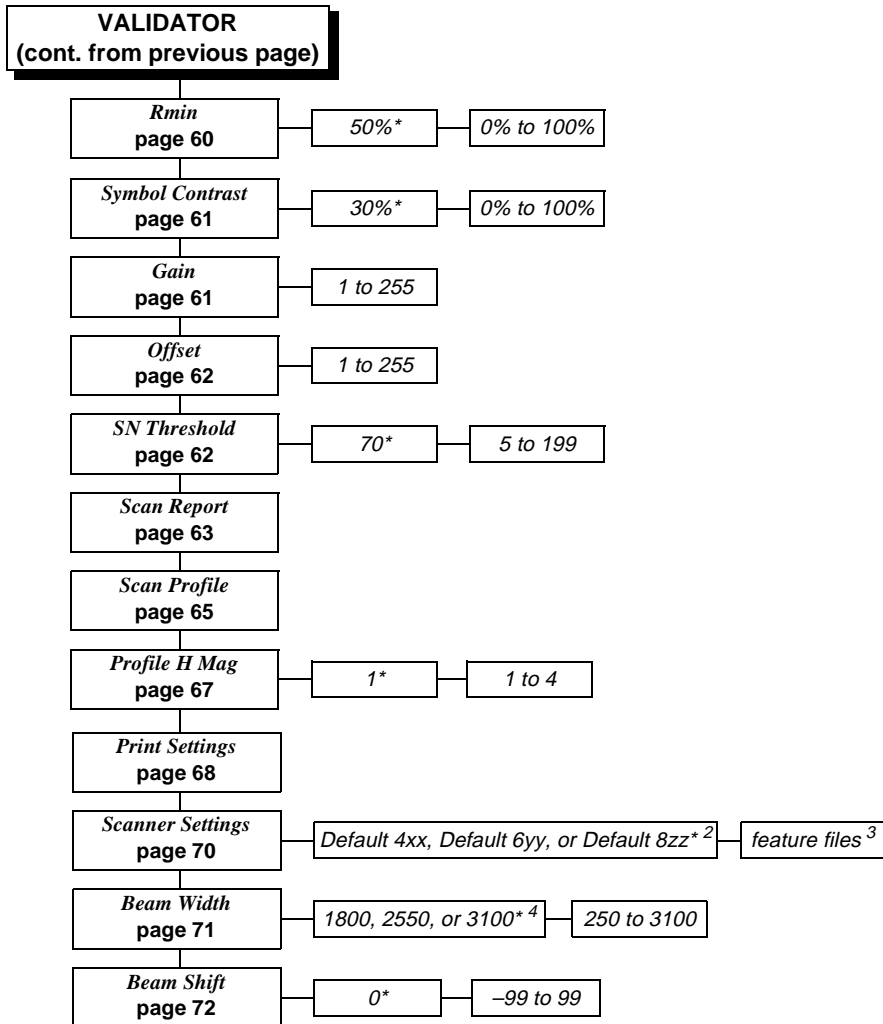 VALIDATOR
(cont. from previous page)
Rmin
page 60
50%*
0% to 100%
Symbol Contrast
page 61
30%*
0% to 100%
Gain
page 61
1 to 255
Offset
page 62
1 to 255
SN Threshold
page 62
70*
5 to 199
Scan Report
page 63
Scan Profile
page 65
Profile H Mag
page 67
1*
1 to 4
Print Settings
page 68
Scanner Settings
page 70
Default 4xx, Default 6yy, or Default 8zz* 2
feature files 3
Beam Width
page 71
1800, 2550, or 3100* 4
250 to 3100
Beam Shift
page 72
0*
–99 to 99